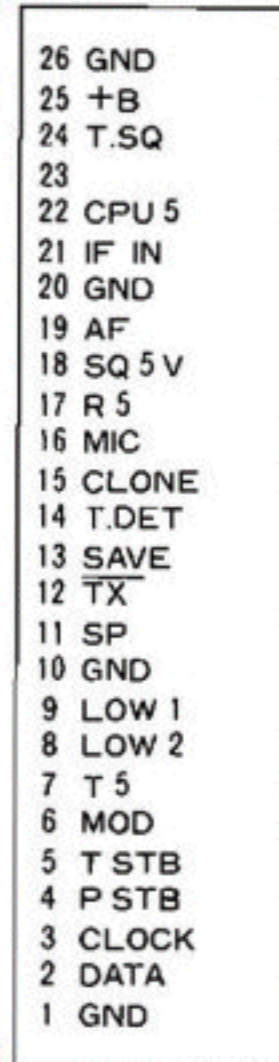 26 GND
25 +B
24 T.SQ
23
22 CPU 5
21 IF IN
20 GND
19 AF
18 SQ 5 V
17 R 5
16 MIC
15 CLONE
14 T.DET
13 SAVE
12 T̅X̅
11 SP
10 GND
9 LOW 1
8 LOW 2
7 T 5
6 MOD
5 T STB
4 P STB
3 CLOCK
2 DATA
1 GND